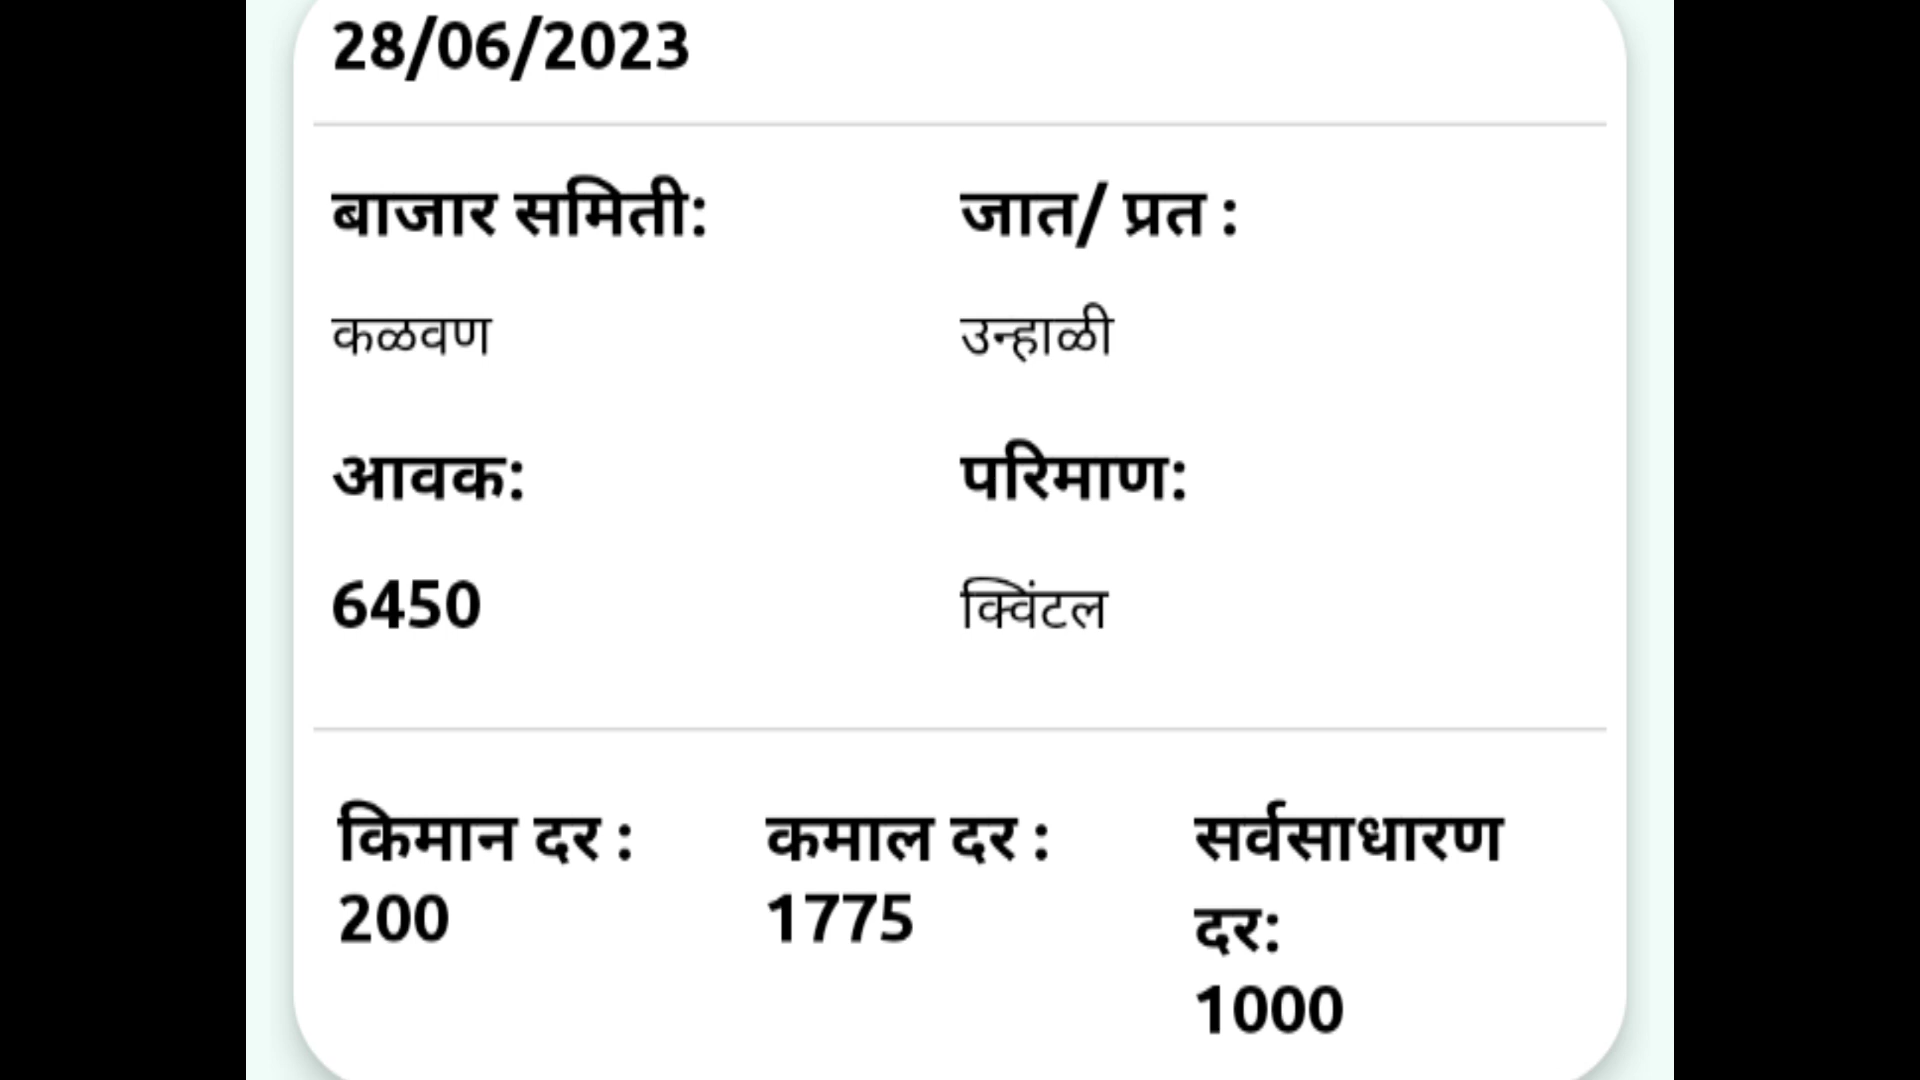 28/06/2023
बाजार समिती: जात/ प्रत :
कळवण उन्हाळी
आवक: परिमाण:
6450 क्विंटल
किमान दर : कमाल दर : सर्वसाधारण
200 1775 दर:
1000